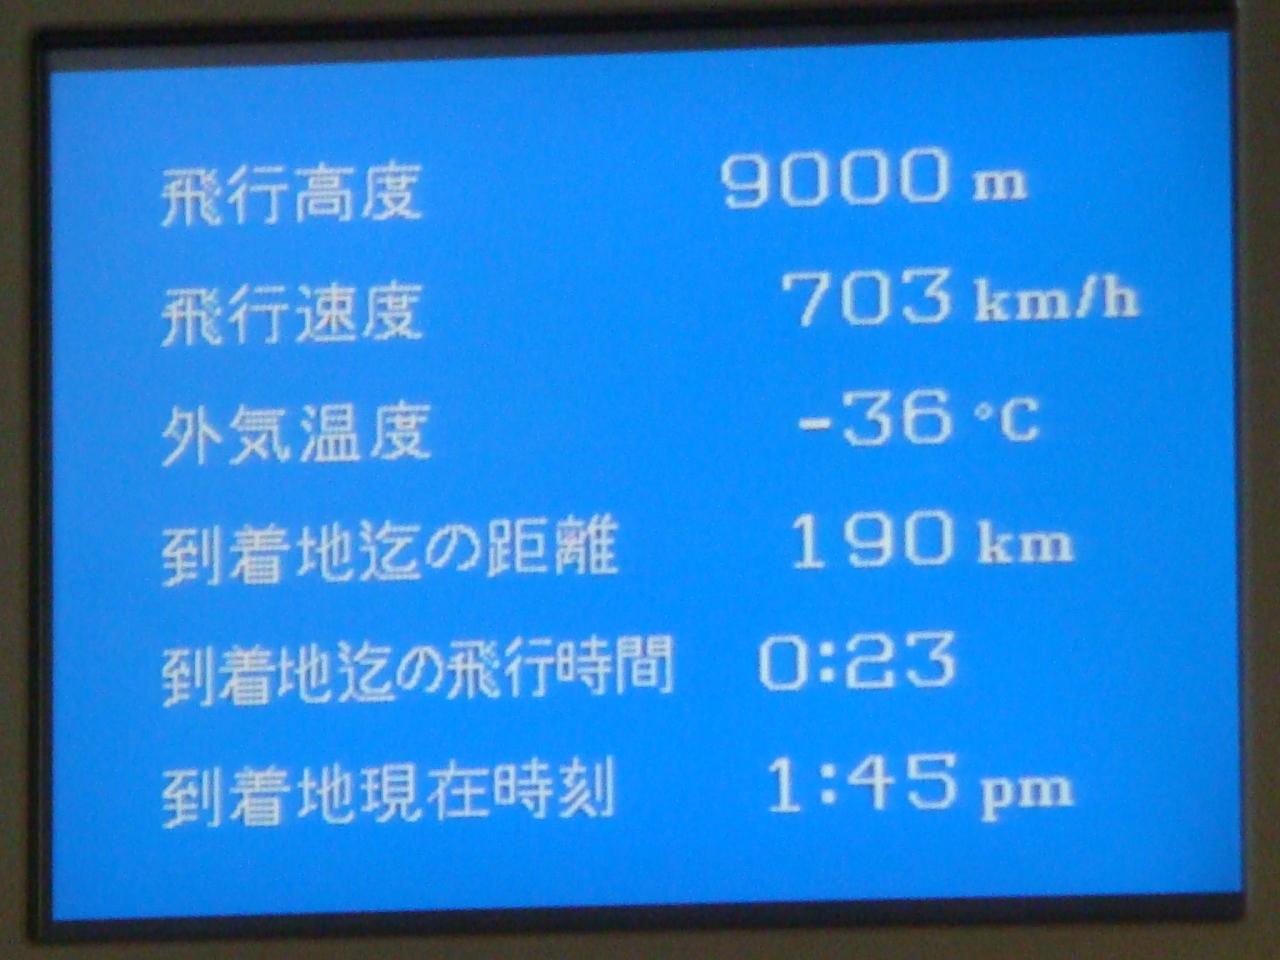 飛行高度 9000 m
飛行速度 703 km/h
外気温度 -36 °C
到着地迄の距離 190 km
到着地迄の飛行時間 0:23
到着地現在時刻 1:45 pm